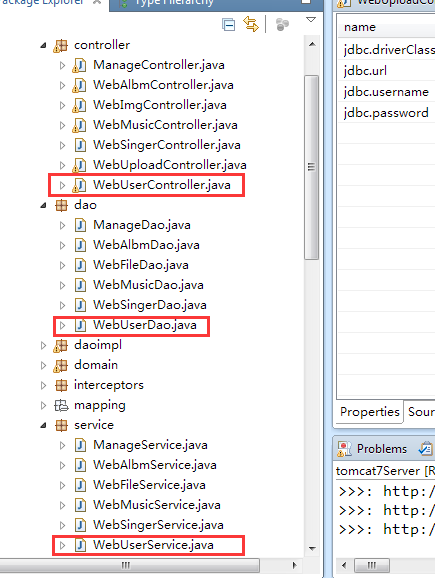 Package Explorer
Type Hierarchy
controller
ManageController.java
WebAlbmController.java
WebImgController.java
WebMusicController.java
WebSingerController.java
WebUploadController.java
WebUserController.java
dao
ManageDao.java
WebAlbmDao.java
WebFileDao.java
WebMusicDao.java
WebSingerDao.java
WebUserDao.java
daoimpl
domain
interceptors
mapping
service
ManageService.java
WebAlbmService.java
WebFileService.java
WebMusicService.java
WebSingerService.java
WebUserService.java
WebUploadCont
name
jdbc.driverClass
jdbc.url
jdbc.username
jdbc.password
Properties
Sour
Problems
tomcat7Server [R
>>>: http:/
>>>: http:/
>>>: http:/